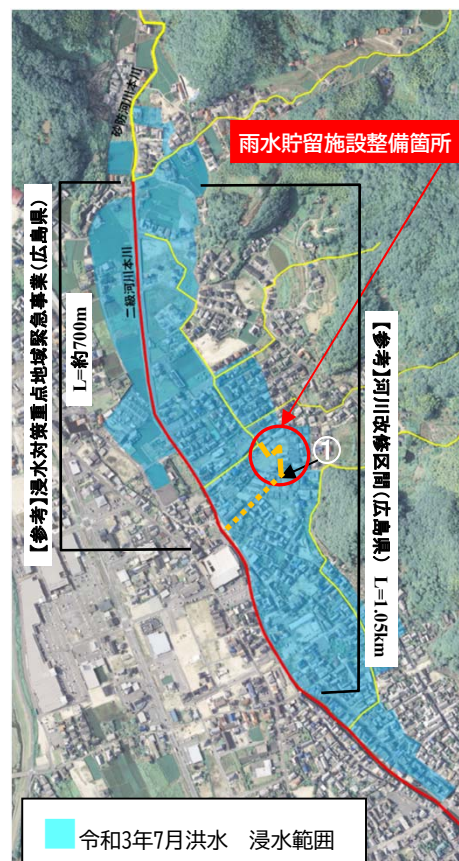 砂防河川本川
雨水貯留施設整備箇所
【参考】浸水対策重点地域緊急事業(広島県)
L=約700m
二級河川本川
①
【参考】河川改修区間(広島県) L=1.05km
令和3年7月洪水 浸水範囲